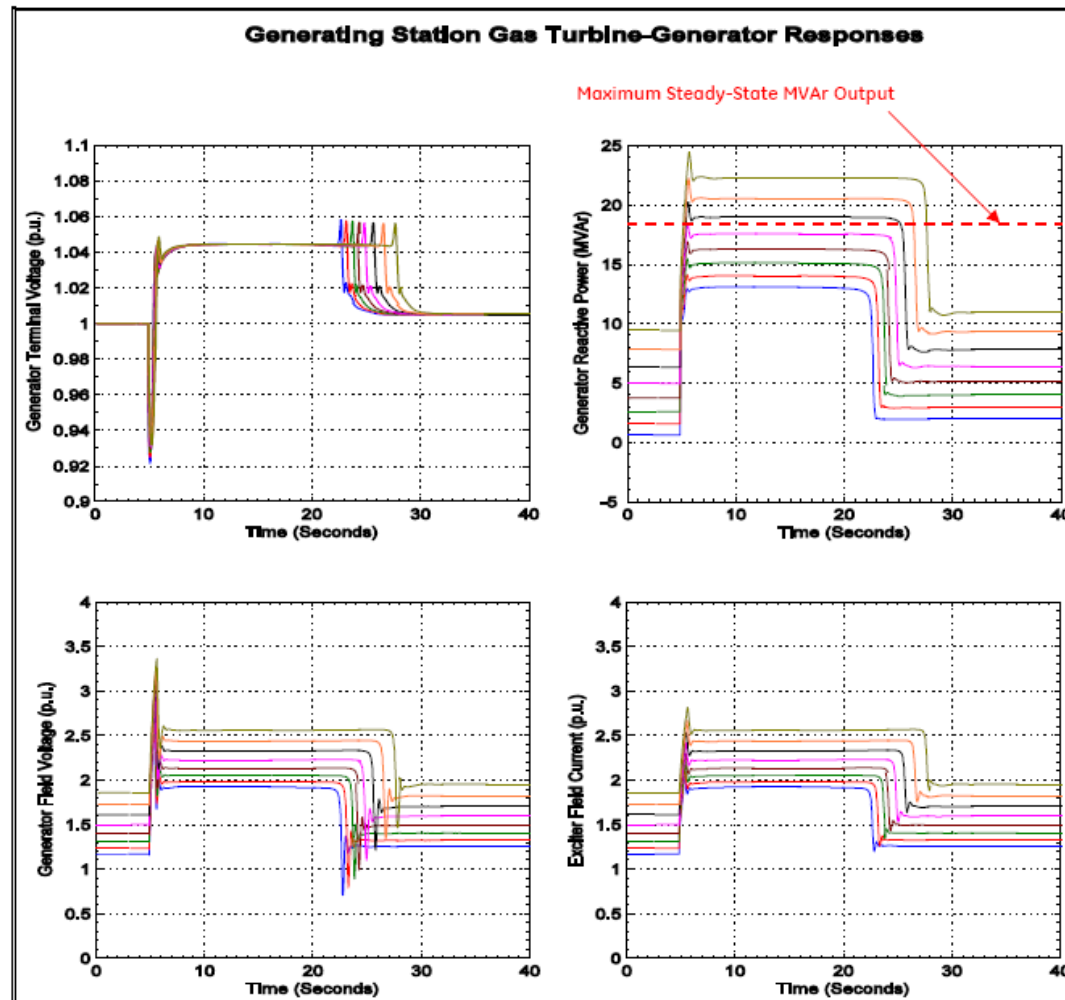 Generating Station Gas Turbine-Generator Responses
Maximum Steady-State MVAr Output
Generator Terminal Voltage (p.u.)
1.1
1.08
1.06
1.04
1.02
1
0.98
0.96
0.94
0.92
0.9
0 10 20 30 40
Time (Seconds)
Generator Reactive Power (MVAr)
25
20
15
10
5
0
-5
0 10 20 30 40
Time (Seconds)
Generator Field Voltage (p.u.)
4
3.5
3
2.5
2
1.5
1
0.5
0
0 10 20 30 40
Time (Seconds)
Exciter Field Current (p.u.)
4
3.5
3
2.5
2
1.5
1
0.5
0
0 10 20 30 40
Time (Seconds)